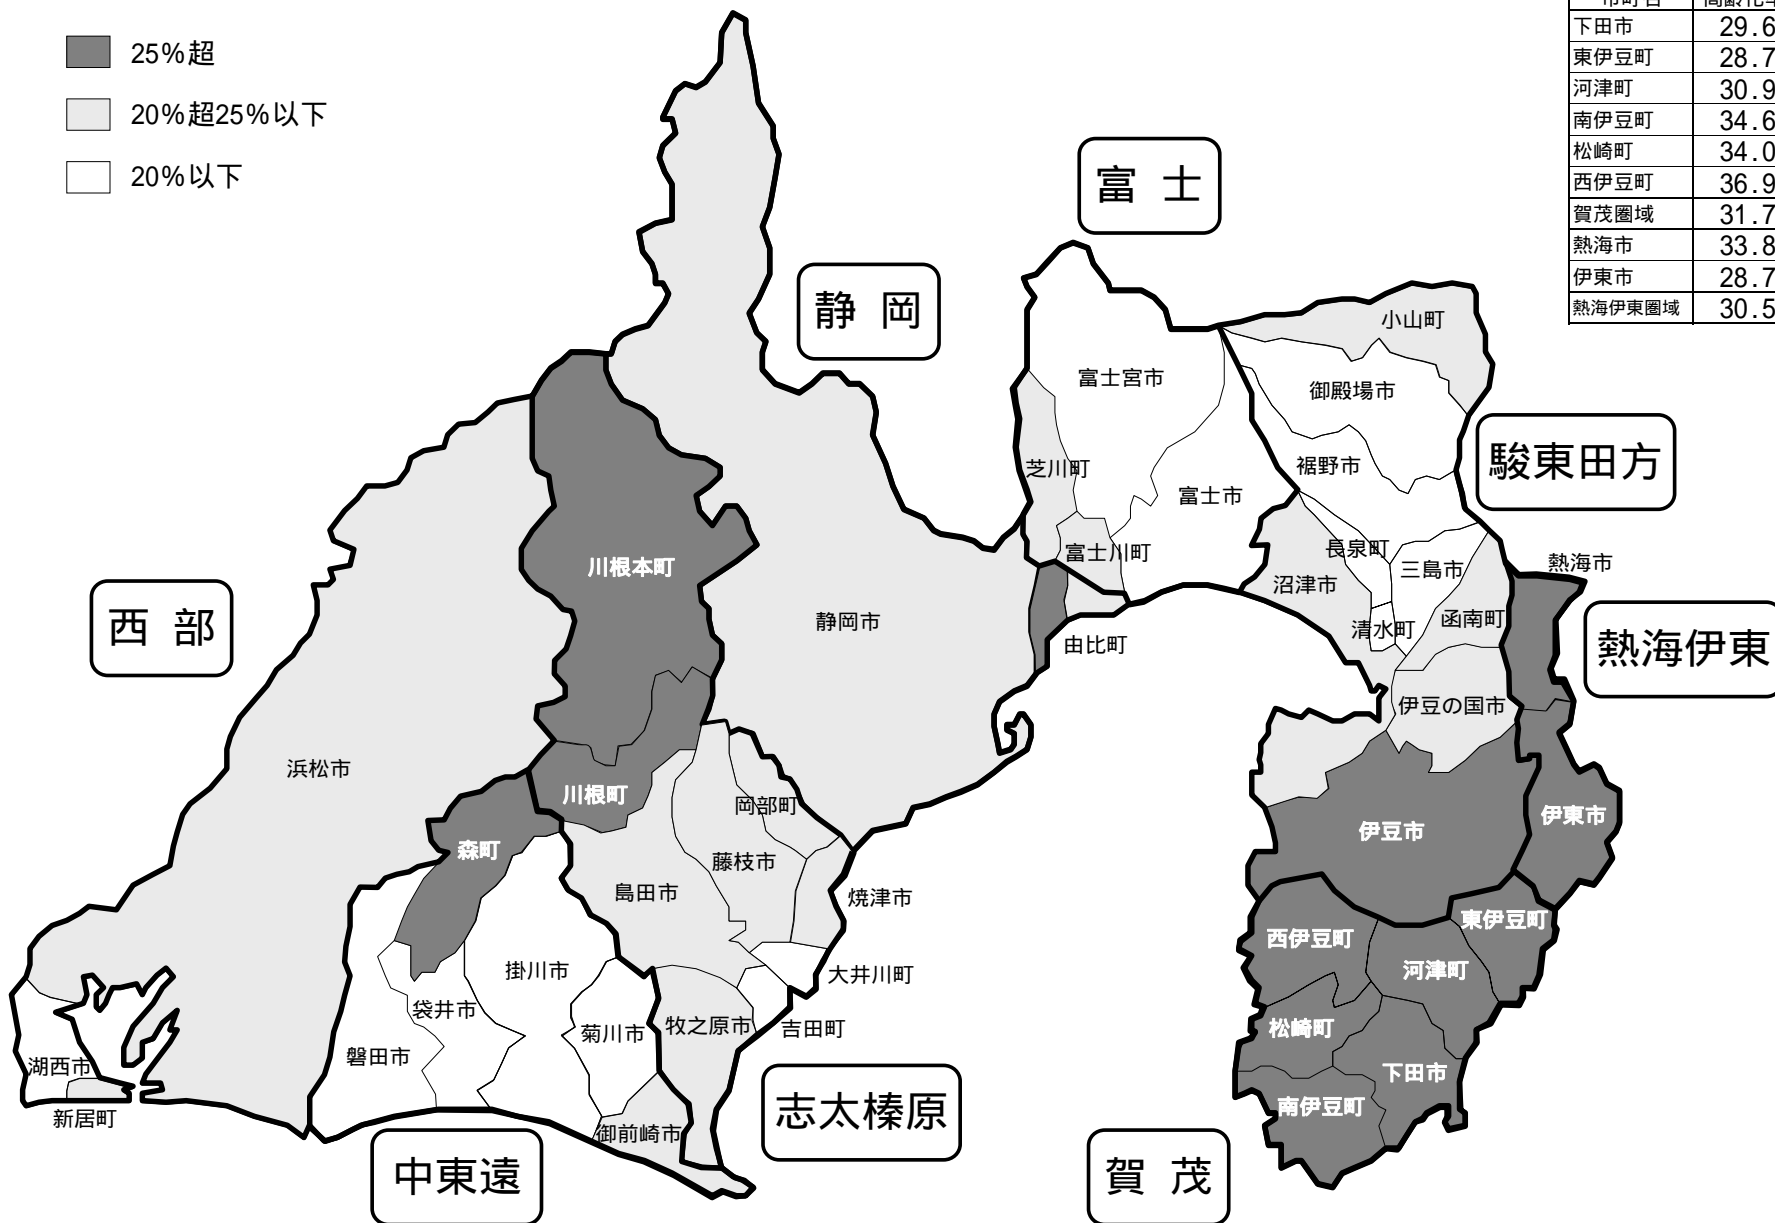 25%超
20%超25%以下
20%以下
下田市 29.6
東伊豆町 28.7
河津町 30.9
南伊豆町 34.6
松崎町 34.0
西伊豆町 36.9
賀茂圏域 31.7
熱海市 33.8
伊東市 28.7
熱海伊東圏域 30.5
富士
静岡
小山町
富士宮市
御殿場市
駿東田方
芝川町
裾野市
富士市
富士川町
長泉町
三島市
熱海市
川根本町
沼津市
西部
静岡市
函南町
清水町
由比町
熱海伊東
伊豆の国市
浜松市
川根町
岡部町
伊東市
伊豆市
森町
藤枝市
島田市
焼津市
東伊豆町
西伊豆町
掛川市
大井川町
河津町
袋井市
牧之原市
吉田町
松崎町
菊川市
磐田市
湖西市
下田市
新居町
志太榛原
南伊豆町
御前崎市
中東遠
賀茂